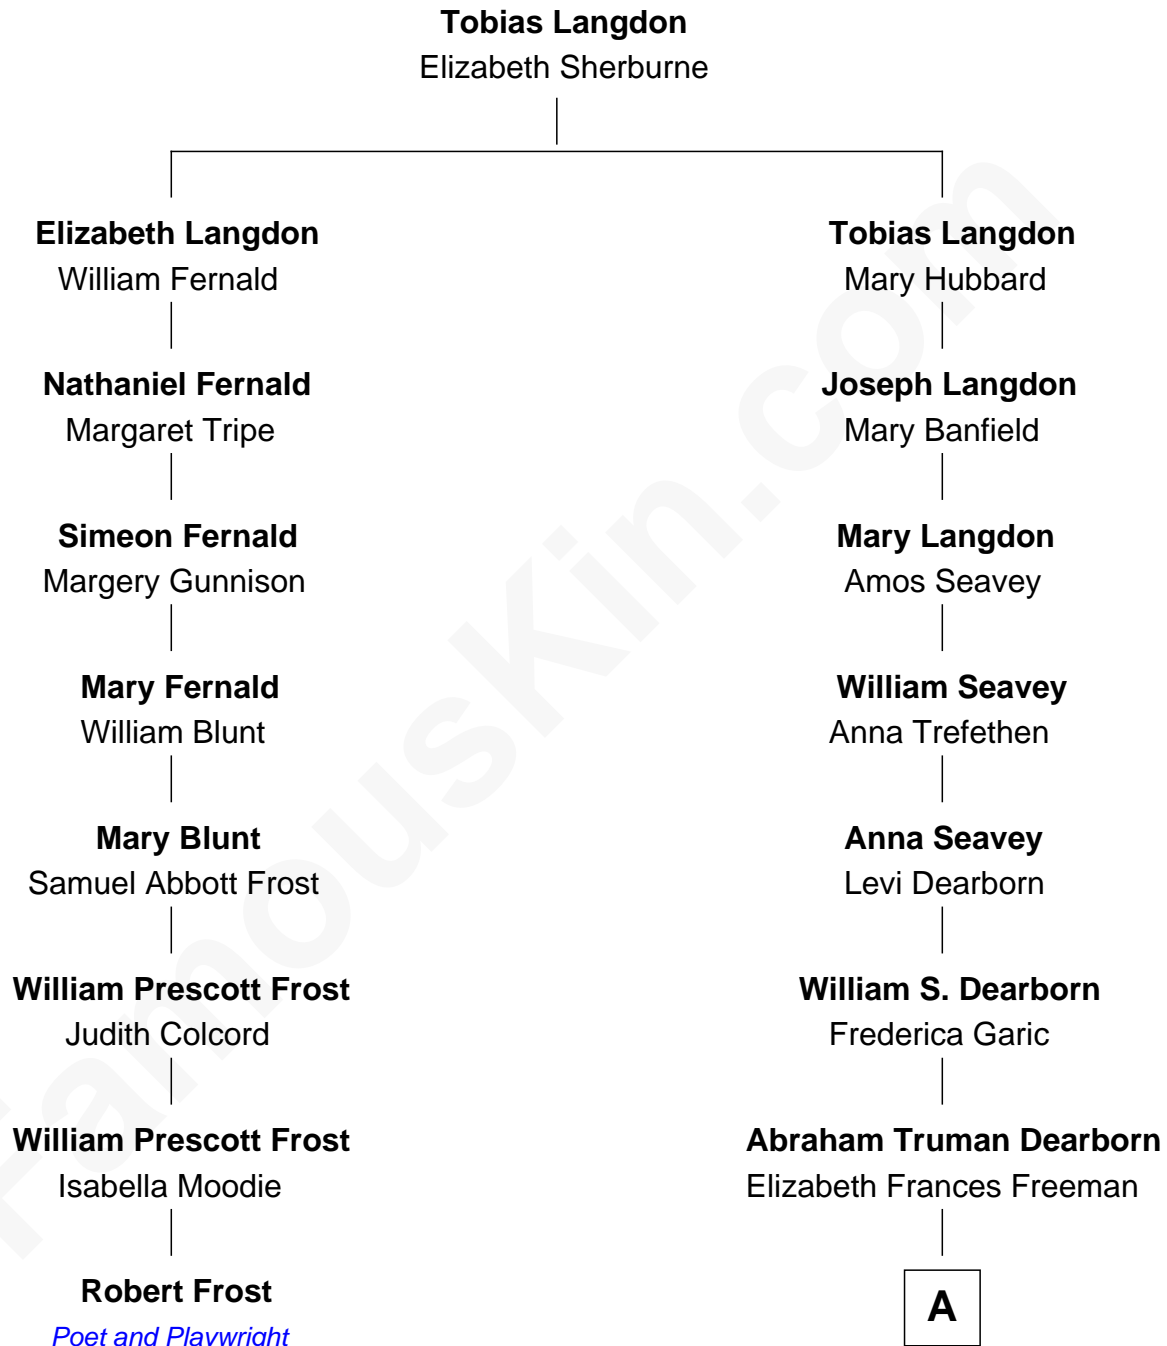 Tobias Langdon
Elizabeth Sherburne
Elizabeth Langdon
William Fernald
Tobias Langdon
Mary Hubbard
Nathaniel Fernald
Margaret Tripe
Joseph Langdon
Mary Banfield
Simeon Fernald
Margery Gunnison
Mary Langdon
Amos Seavey
Mary Fernald
William Blunt
William Seavey
Anna Trefethen
Mary Blunt
Samuel Abbott Frost
Anna Seavey
Levi Dearborn
William Prescott Frost
Judith Colcord
William S. Dearborn
Frederica Garic
William Prescott Frost
Isabella Moodie
Abraham Truman Dearborn
Elizabeth Frances Freeman
Robert Frost
Poet and Playwright
A
FamousKin.com